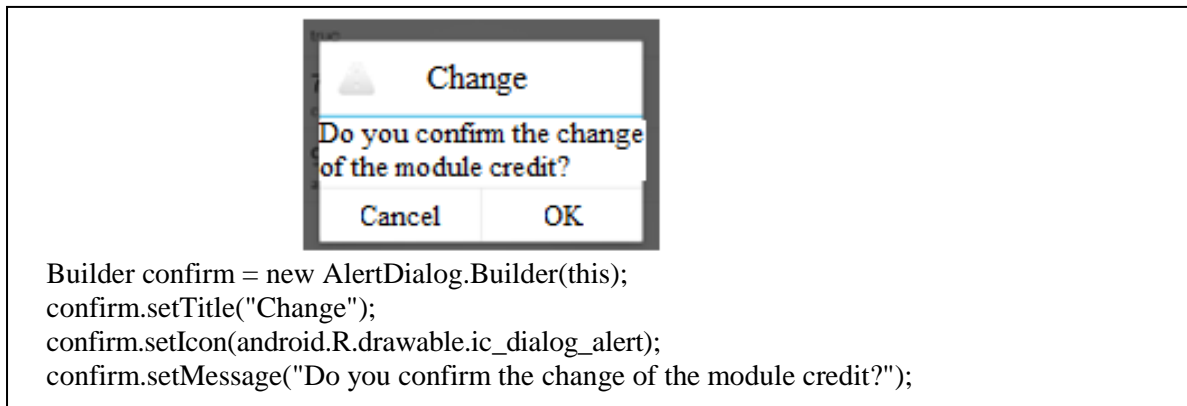 true
Change
Do you confirm the change
of the module credit?
Cancel OK
Builder confirm = new AlertDialog.Builder(this);
confirm.setTitle("Change");
confirm.setIcon(android.R.drawable.ic_dialog_alert);
confirm.setMessage("Do you confirm the change of the module credit?");